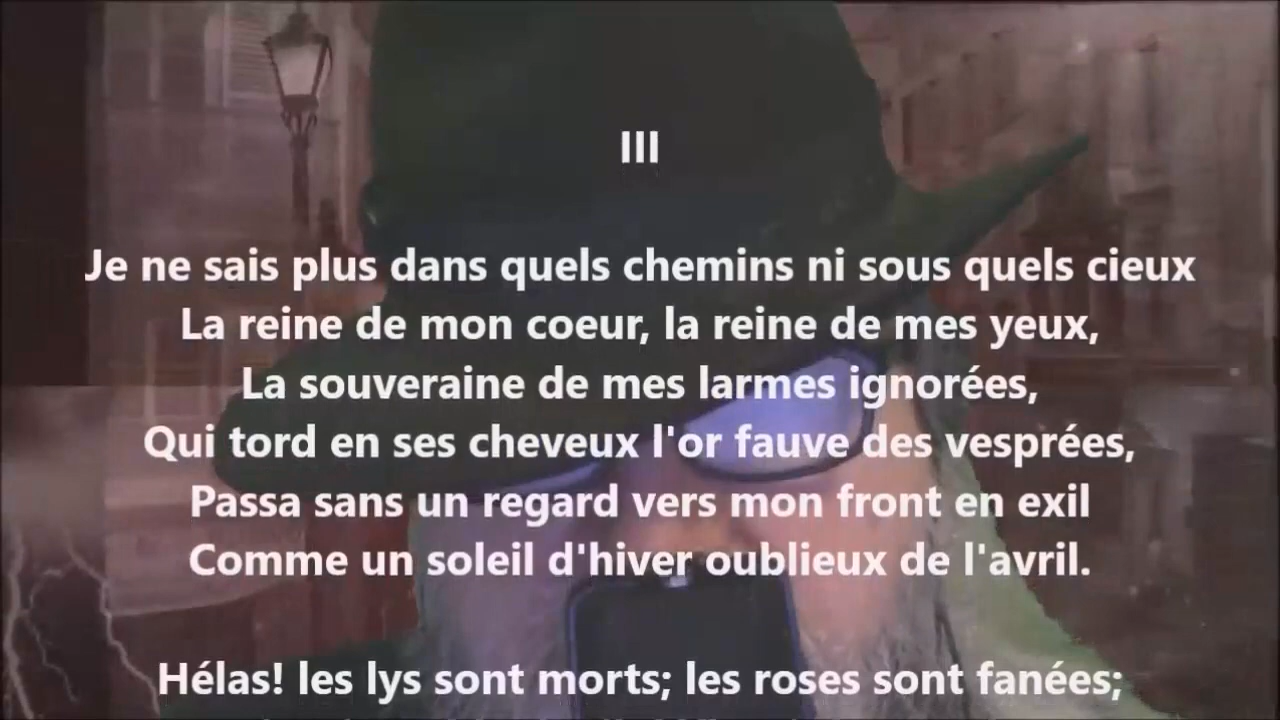 III
Je ne sais plus dans quels chemins ni sous quels cieux
La reine de mon coeur, la reine de mes yeux,
La souveraine de mes larmes ignorées,
Qui tord en ses cheveux l'or fauve des vesprées,
Passa sans un regard vers mon front en exil
Comme un soleil d'hiver oublieux de l'avril.
Hélas! les lys sont morts; les roses sont fanées;